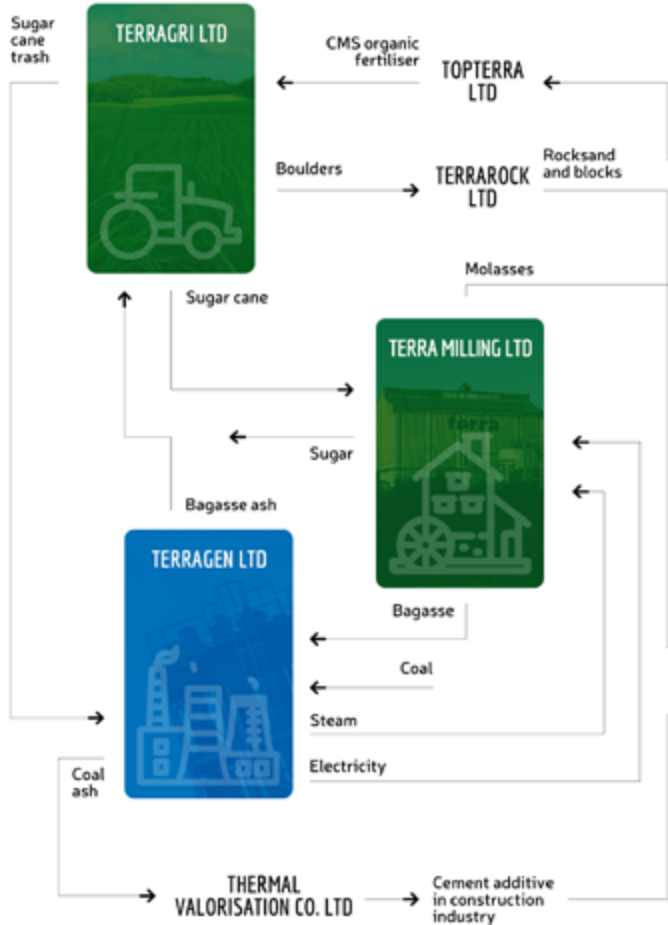 Sugar
cane
trash
TERRAGRI LTD
CMS organic
fertiliser
TOPTERRA
LTD
Boulders
TERRAROCK
LTD
Rocksand
and blocks
Molasses
Sugar cane
TERRA MILLING LTD
terra
Sugar
Bagasse ash
TERRAGEN LTD
Bagasse
Coal
Steam
Electricity
Coal
ash
THERMAL
VALORISATION CO. LTD
Cement additive
in construction
industry